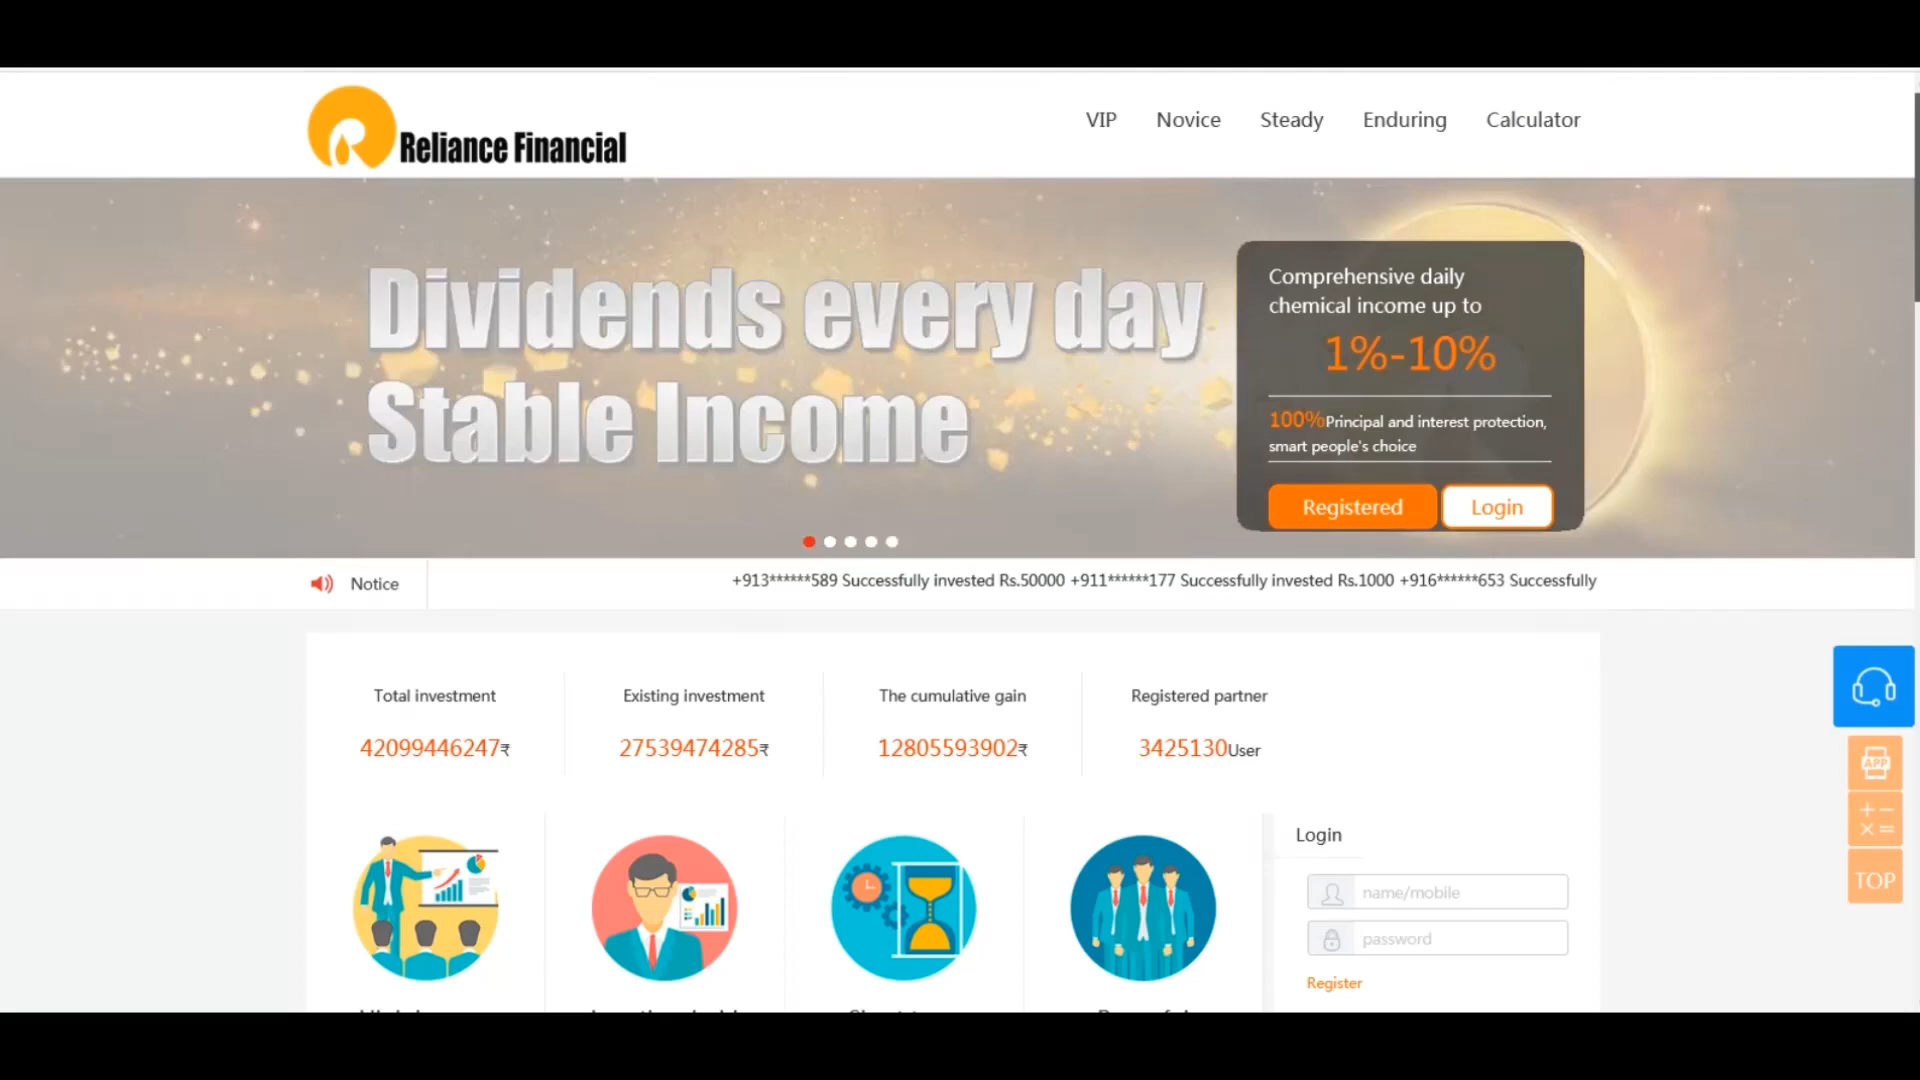 Reliance Financial
VIP Novice Steady Enduring Calculator
Dividends every day
Stable Income
Comprehensive daily
chemical income up to
1%-10%
100%Principal and interest protection,
smart people's choice
Registered Login
Notice
+913******589 Successfully invested Rs.50000 +911******177 Successfully invested Rs.1000 +916******653 Successfully
Total investment Existing investment The cumulative gain Registered partner
42099446247₹ 27539474285₹ 12805593902₹ 3425130User
APP
+ - × =
TOP
Login
name/mobile
password
Register